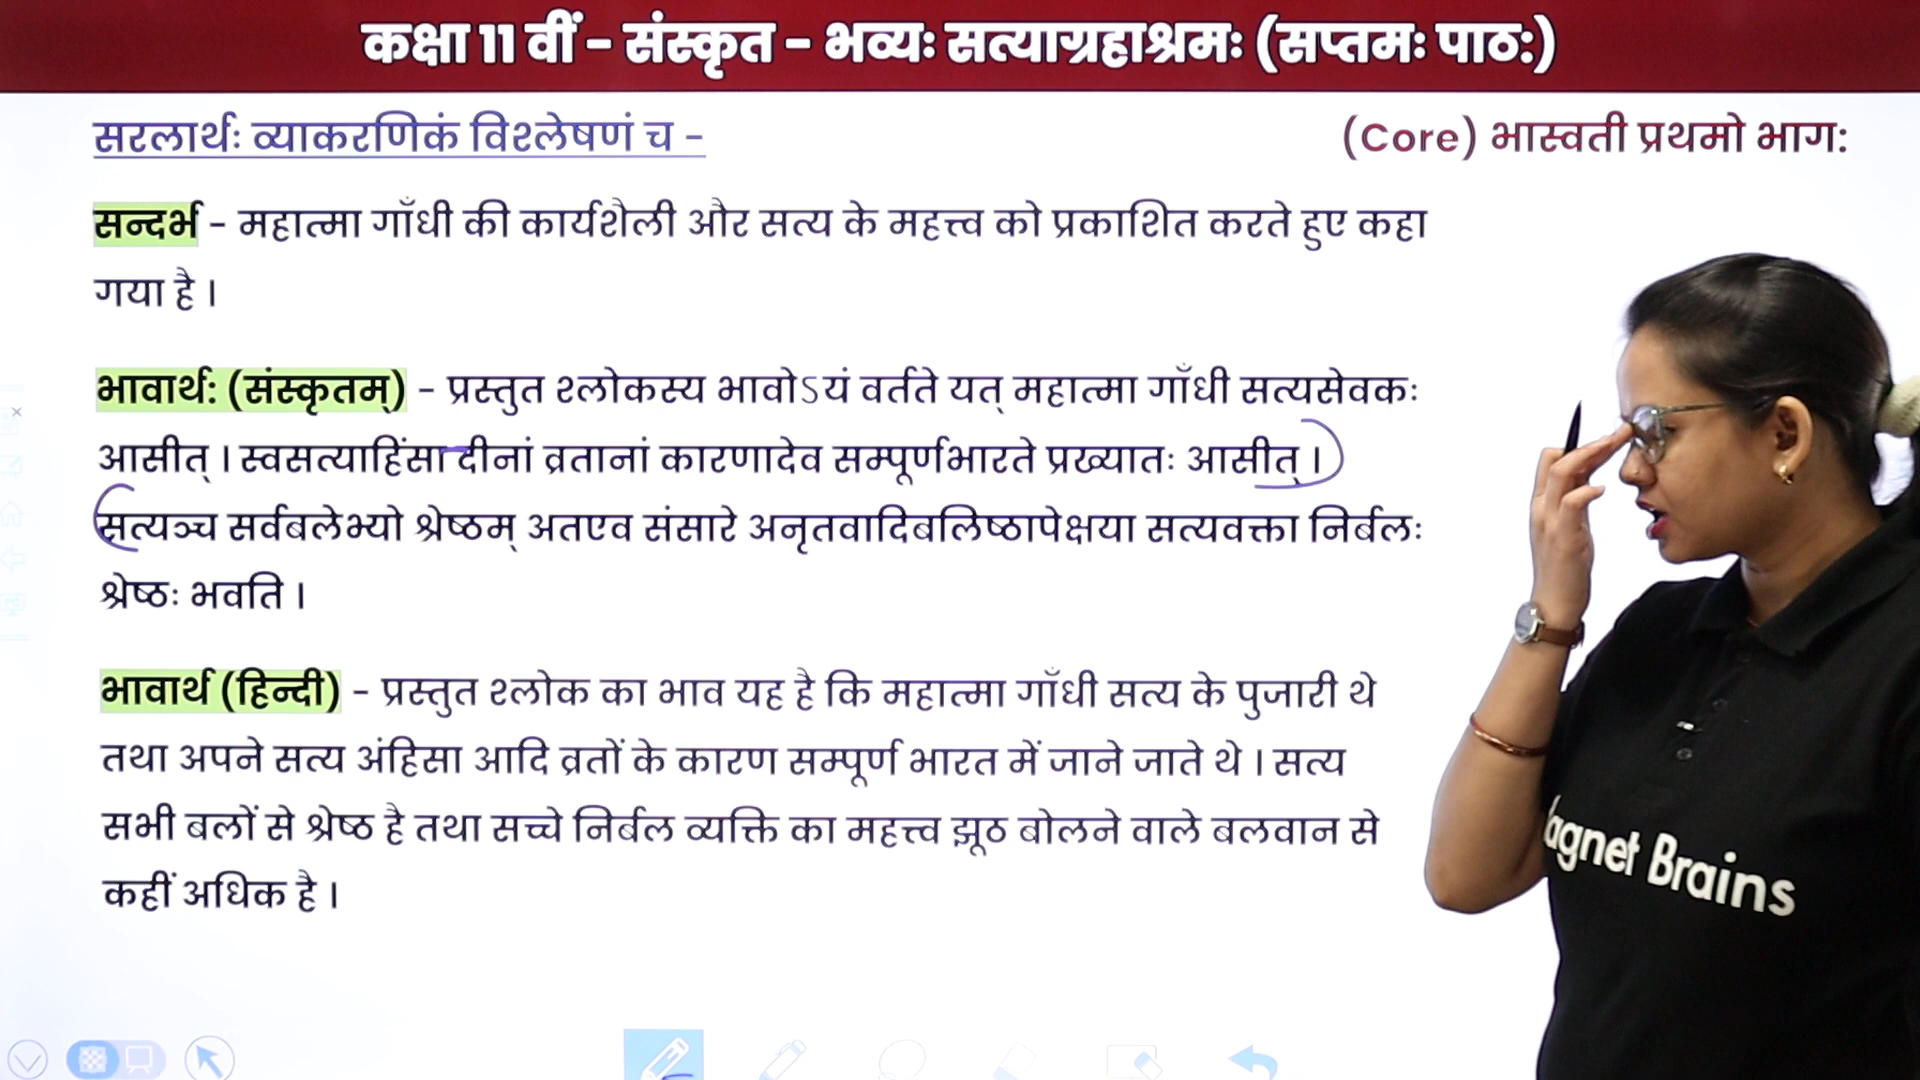 कक्षा 11 वीं - संस्कृत - भव्यः सत्याग्रहाश्रमः (सप्तमः पाठः)
सरलार्थः व्याकरणिकं विश्लेषणं च -
(Core) भास्वती प्रथमो भागः
सन्दर्भ - महात्मा गाँधी की कार्यशैली और सत्य के महत्त्व को प्रकाशित करते हुए कहा
गया है ।
भावार्थः (संस्कृतम्) - प्रस्तुत श्लोकस्य भावोऽयं वर्तते यत् महात्मा गाँधी सत्यसेवकः
आसीत् । स्वसत्याहिंसादीनां व्रतानां कारणादेव सम्पूर्णभारते प्रख्यातः आसीत् ।
सत्यञ्च सर्वबलेभ्यो श्रेष्ठम् अतएव संसारे अनृतवादिबलिष्ठापेक्षया सत्यवक्ता निर्बलः
श्रेष्ठः भवति ।
भावार्थ (हिन्दी) - प्रस्तुत श्लोक का भाव यह है कि महात्मा गाँधी सत्य के पुजारी थे
तथा अपने सत्य अंहिसा आदि व्रतों के कारण सम्पूर्ण भारत में जाने जाते थे । सत्य
सभी बलों से श्रेष्ठ है तथा सच्चे निर्बल व्यक्ति का महत्त्व झूठ बोलने वाले बलवान से
कहीं अधिक है ।
agnet Brains